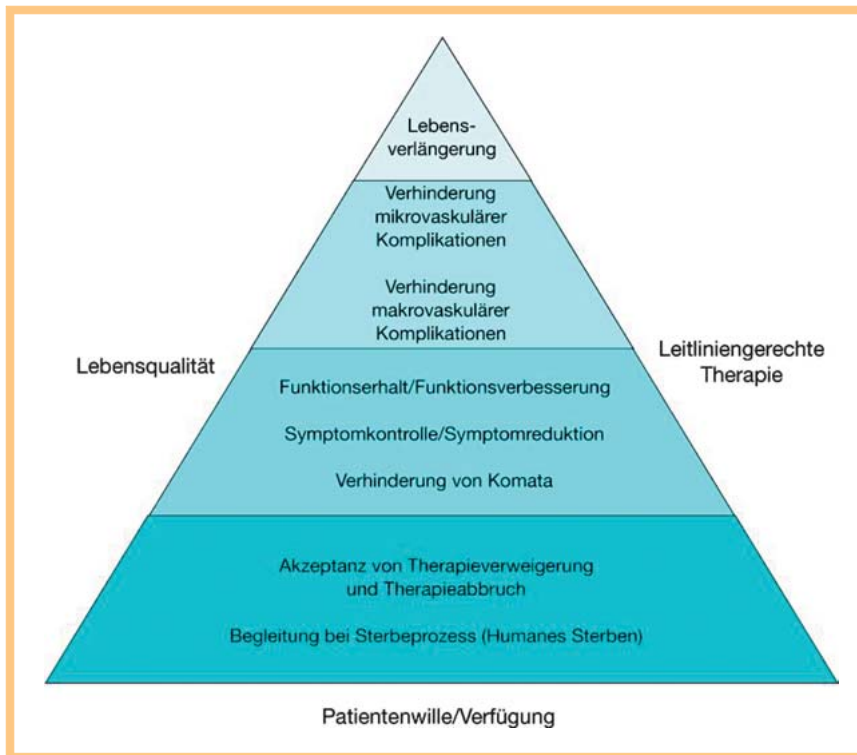 Lebens-
verlängerung
Verhinderung
mikrovaskulärer
Komplikationen
Verhinderung
makrovaskulärer
Komplikationen
Lebensqualität
Leitliniengerechte
Therapie
Funktionserhalt/Funktionsverbesserung
Symptomkontrolle/Symptomreduktion
Verhinderung von Komata
Akzeptanz von Therapieverweigerung
und Therapieabbruch
Begleitung bei Sterbeprozess (Humanes Sterben)
Patientenwille/Verfügung